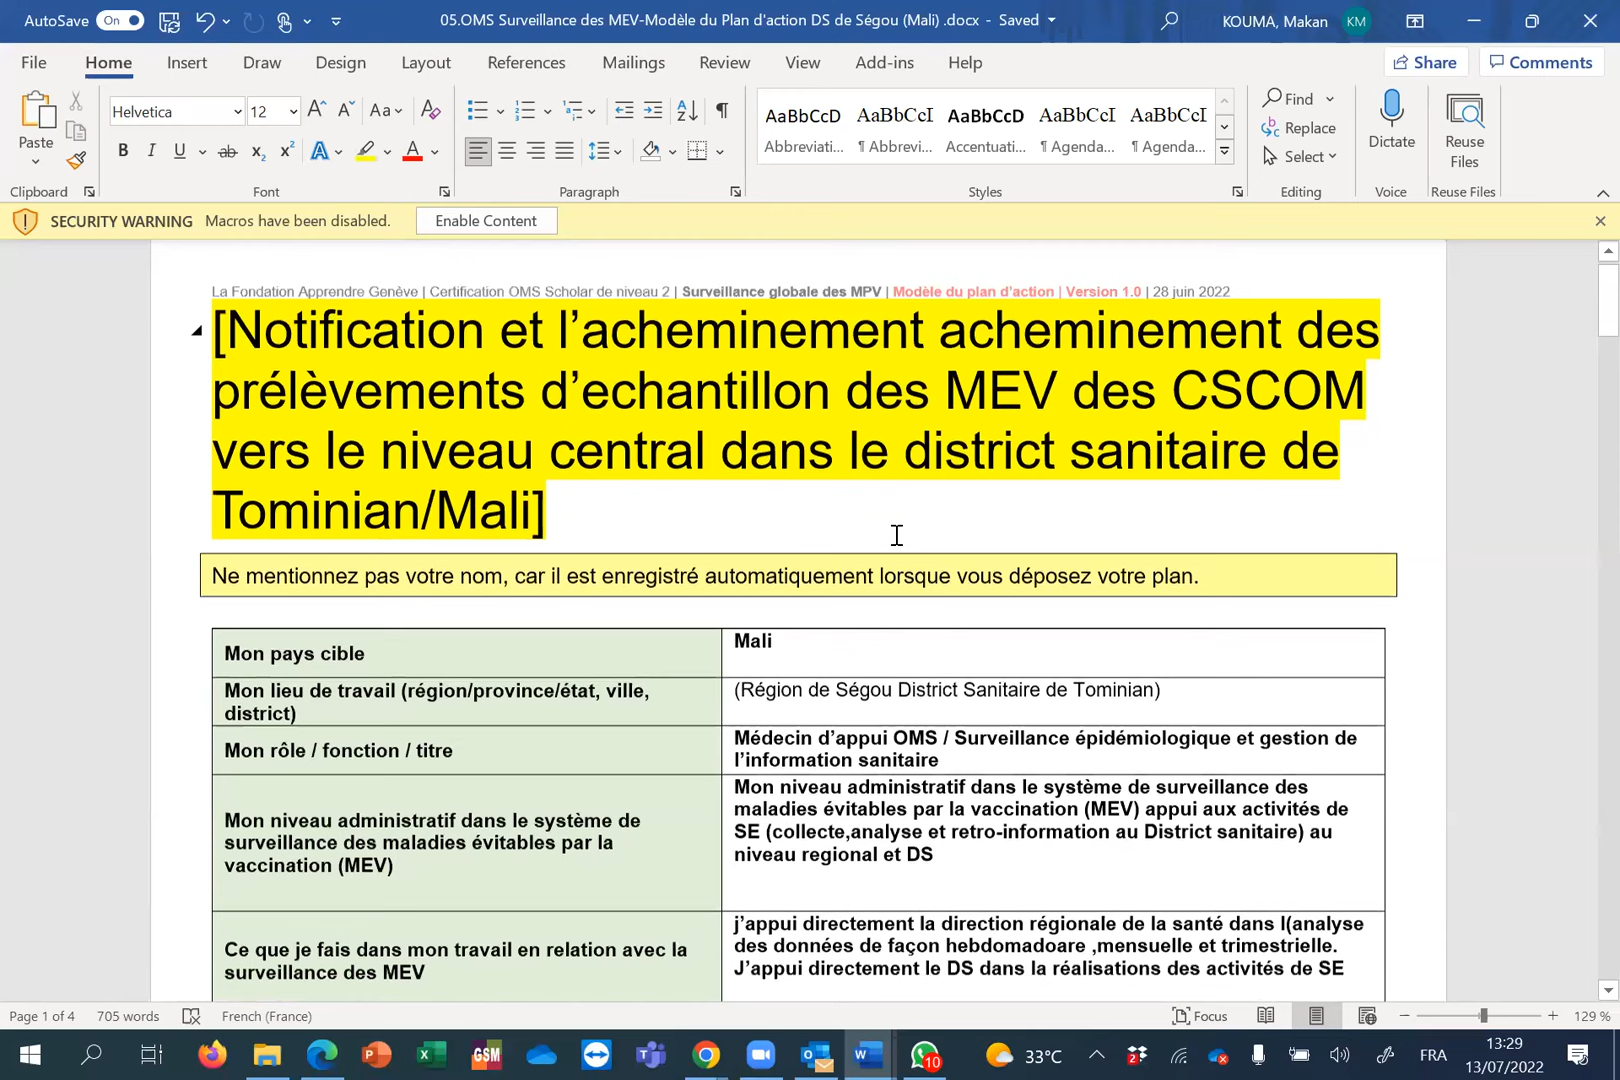 AutoSave On 05.OMS Surveillance des MEV-Modèle du Plan d'action DS de Ségou (Mali) .docx - Saved KOUMA, Makan KM
File Home Insert Draw Design Layout References Mailings Review View Add-ins Help Share Comments
Helvetica 12
Paste
AaBbCcD AaBbCcI AaBbCcD AaBbCcI AaBbCcI
Abbreviati... ¶ Abbrevi... Accentuati... ¶ Agenda... ¶ Agenda...
Find
Replace
Select
Dictate
Reuse
Files
Clipboard Font Paragraph Styles Editing Voice Reuse Files
SECURITY WARNING Macros have been disabled. Enable Content
La Fondation Apprendre Genève | Certification OMS Scholar de niveau 2 | Surveillance globale des MPV | Modèle du plan d'action | Version 1.0 | 28 juin 2022
[Notification et l’acheminement acheminement des
prélèvements d’echantillon des MEV des CSCOM
vers le niveau central dans le district sanitaire de
Tominian/Mali]
Ne mentionnez pas votre nom, car il est enregistré automatiquement lorsque vous déposez votre plan.
Mon pays cible
Mali
Mon lieu de travail (région/province/état, ville,
district)
(Région de Ségou District Sanitaire de Tominian)
Mon rôle / fonction / titre
Médecin d’appui OMS / Surveillance épidémiologique et gestion de
l’information sanitaire
Mon niveau administratif dans le système de
surveillance des maladies évitables par la
vaccination (MEV)
Mon niveau administratif dans le système de surveillance des
maladies évitables par la vaccination (MEV) appui aux activités de
SE (collecte,analyse et retro-information au District sanitaire) au
niveau regional et DS
Ce que je fais dans mon travail en relation avec la
surveillance des MEV
j’appui directement la direction régionale de la santé dans l(analyse
des données de façon hebdomadoare ,mensuelle et trimestrielle.
J’appui directement le DS dans la réalisations des activités de SE
Page 1 of 4 705 words French (France) Focus 129 %
GSM 10 33°C 2 FRA 13:29
13/07/2022